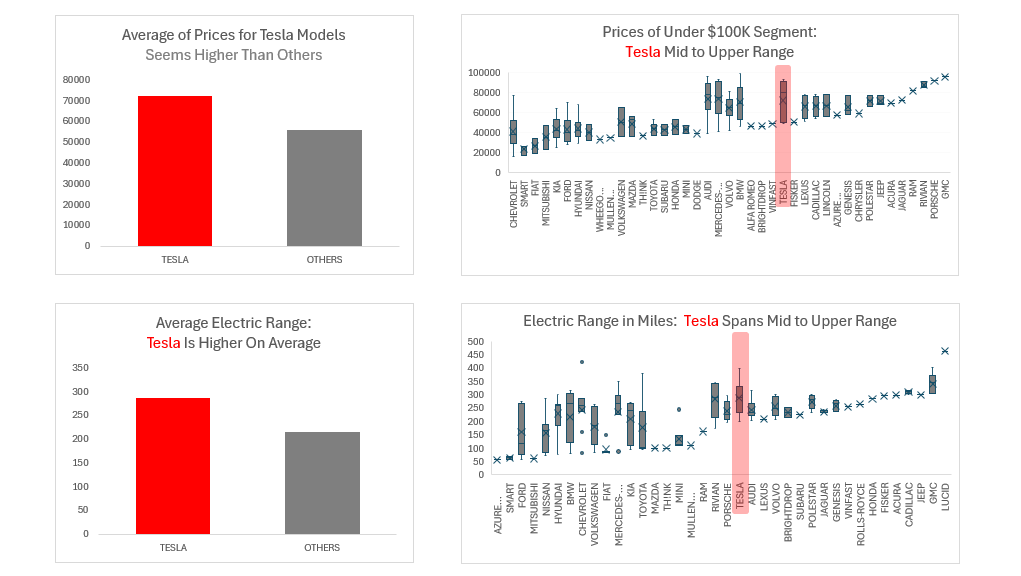 Average of Prices for Tesla Models
Seems Higher Than Others
80000
70000
60000
50000
40000
30000
20000
10000
0
TESLA
OTHERS
Prices of Under $100K Segment:
Tesla Mid to Upper Range
100000
80000
60000
40000
20000
0
CHEVROLET
SMART
FIAT
MITSUBISHI
KIA
FORD
HYUNDAI
NISSAN
WHEEGO...
MULLEN...
VOLKSWAGEN
MAZDA
THINK
TOYOTA
SUBARU
HONDA
MINI
DODGE
AUDI
MERCEDES-...
VOLVO
BMW
ALFA ROMEO
BRIGHTDROP
VINFAST
TESLA
FISKER
LEXUS
CADILLAC
LINCOLN
AZURE...
GENESIS
CHRYSLER
POLESTAR
JEEP
ACURA
JAGUAR
RAM
RIVIAN
PORSCHE
GMC
Average Electric Range:
Tesla Is Higher On Average
350
300
250
200
150
100
50
0
TESLA
OTHERS
Electric Range in Miles: Tesla Spans Mid to Upper Range
500
450
400
350
300
250
200
150
100
50
0
AZURE...
SMART
FORD
MITSUBISHI
NISSAN
HYUNDAI
BMW
CHEVROLET
VOLKSWAGEN
FIAT
MERCEDES-...
KIA
TOYOTA
MAZDA
THINK
MINI
MULLEN...
RAM
RIVIAN
PORSCHE
TESLA
AUDI
LEXUS
VOLVO
BRIGHTDROP
SUBARU
POLESTAR
JAGUAR
GENESIS
VINFAST
ROLLS-ROYCE
HONDA
FISKER
ACURA
CADILLAC
JEEP
GMC
LUCID